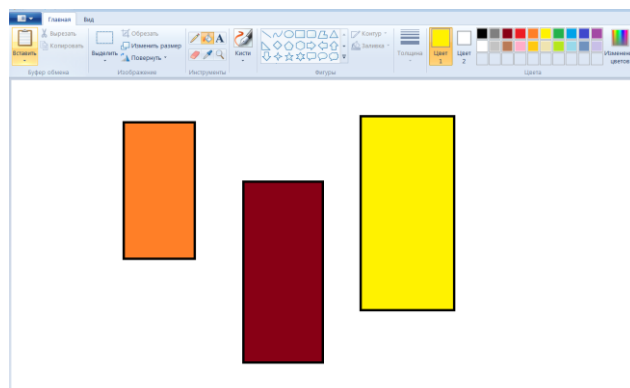 Главная Вид
Вставить
Вырезать
Копировать
Буфер обмена
Выделить
Обрезать
Изменить размер
Повернуть
Изображение
A
Инструменты
Кисти
Контур
Заливка
Фигуры
Толщина
Цвет 1
Цвет 2
Цвета
Изменение
цветов